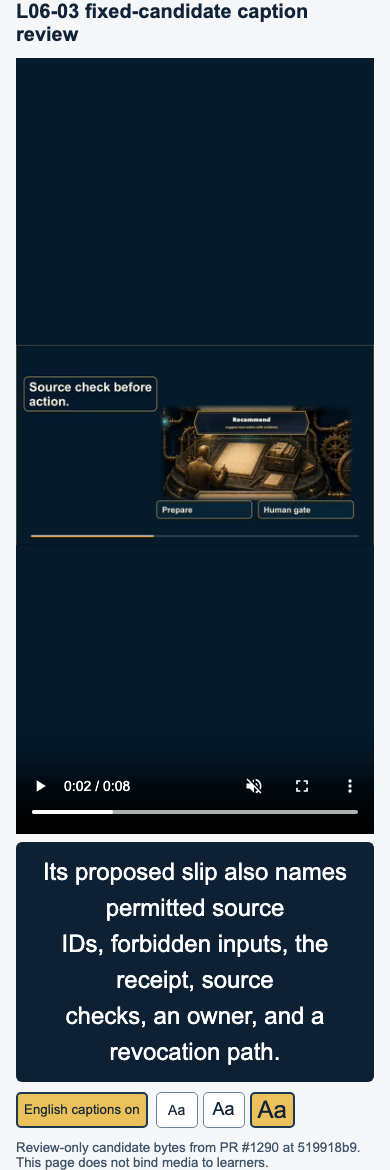 L06-03 fixed-candidate caption
review
Source check before
action.
Recommend
Prepare
Human gate
0:02 / 0:08
Its proposed slip also names
permitted source
IDs, forbidden inputs, the
receipt, source
checks, an owner, and a
revocation path.
English captions on
Aa
Aa
Aa
Review-only candidate bytes from PR #1290 at 519918b9.
This page does not bind media to learners.